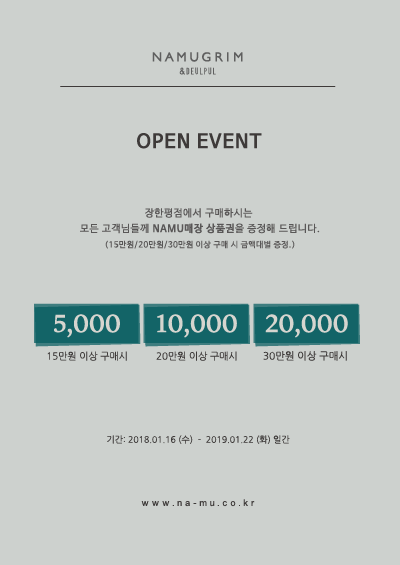 NAMUGRIM
&DEULPUL
OPEN EVENT
장한평점에서 구매하시는
모든 고객님들께 NAMU매장 상품권을 증정해 드립니다.
(15만원/20만원/30만원 이상 구매 시 금액대별 증정.)
5,000 10,000 20,000
15만원 이상 구매시 20만원 이상 구매시 30만원 이상 구매시
기간: 2018.01.16 (수) - 2019.01.22 (화) 일간
www.na-mu.co.kr